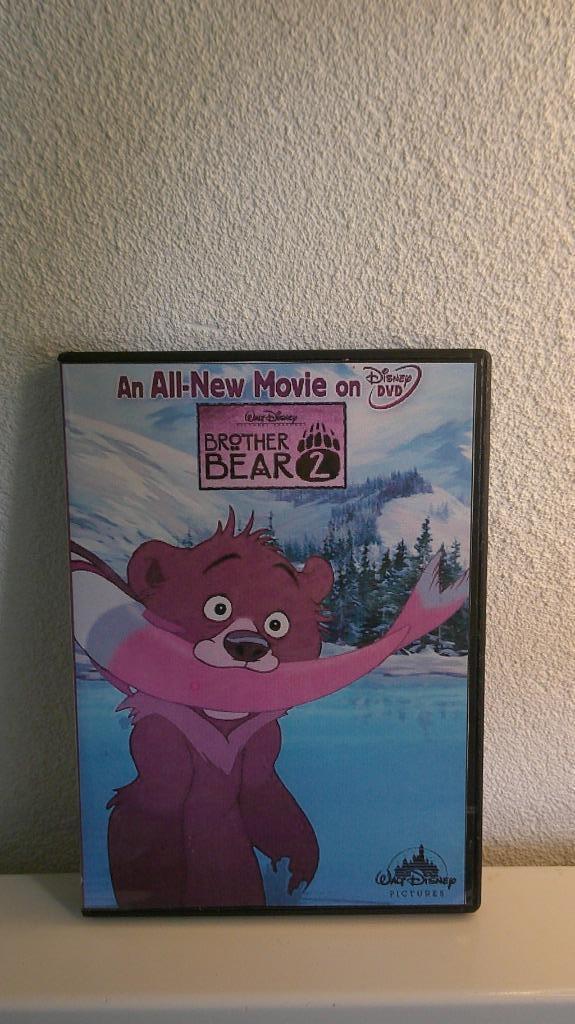 An All-New Movie on Disney DVD
Walt Disney
BROTHER
BEAR 2
Walt Disney
PICTURES